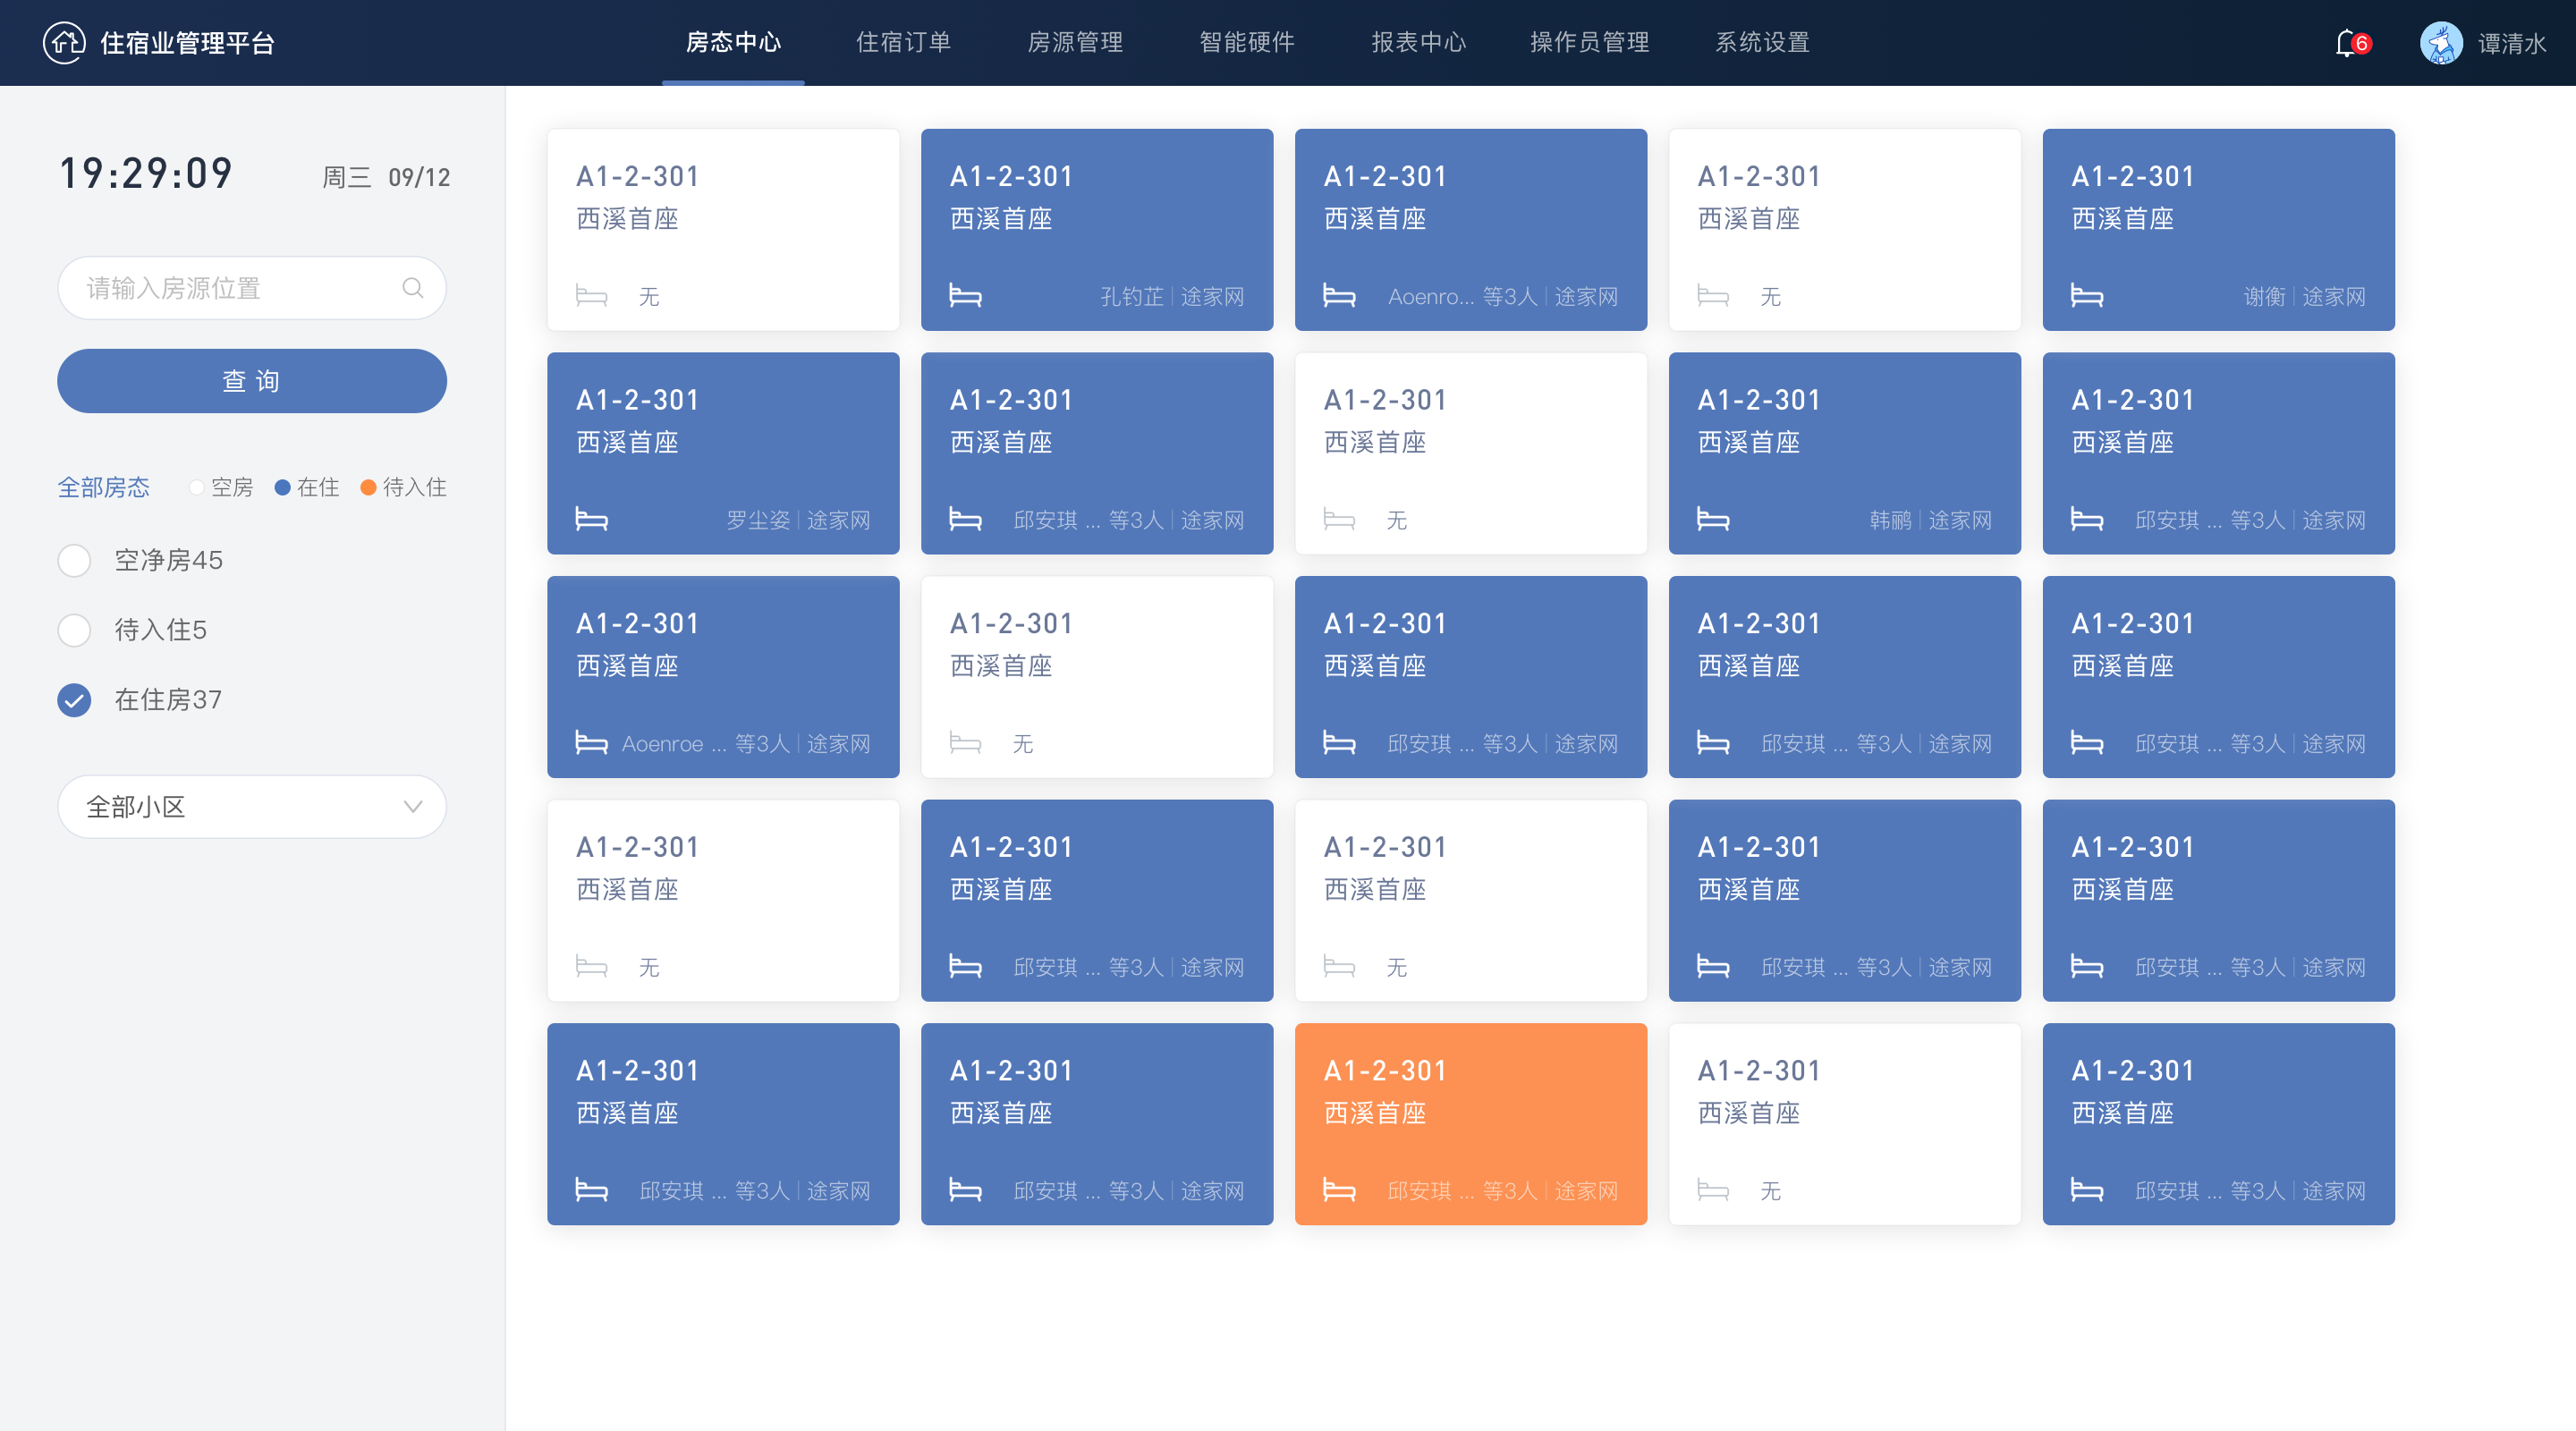 住宿业管理平台
房态中心 住宿订单 房源管理 智能硬件 报表中心 操作员管理 系统设置
6
谭清水
19:29:09 周三 09/12
请输入房源位置
查 询
全部房态 空房 在住 待入住
空净房45
待入住5
在住房37
全部小区
A1-2-301 A1-2-301 A1-2-301 A1-2-301 A1-2-301
西溪首座 西溪首座 西溪首座 西溪首座 西溪首座
无 孔钓芷 途家网 Aoenro... 等3人 途家网 无 谢衡 途家网
A1-2-301 A1-2-301 A1-2-301 A1-2-301 A1-2-301
西溪首座 西溪首座 西溪首座 西溪首座 西溪首座
罗尘姿 途家网 邱安琪 ... 等3人 途家网 无 韩鹂 途家网 邱安琪 ... 等3人 途家网
A1-2-301 A1-2-301 A1-2-301 A1-2-301 A1-2-301
西溪首座 西溪首座 西溪首座 西溪首座 西溪首座
Aoenroe ... 等3人 途家网 无 邱安琪 ... 等3人 途家网 邱安琪 ... 等3人 途家网 邱安琪 ... 等3人 途家网
A1-2-301 A1-2-301 A1-2-301 A1-2-301 A1-2-301
西溪首座 西溪首座 西溪首座 西溪首座 西溪首座
无 邱安琪 ... 等3人 途家网 无 邱安琪 ... 等3人 途家网 邱安琪 ... 等3人 途家网
A1-2-301 A1-2-301 A1-2-301 A1-2-301 A1-2-301
西溪首座 西溪首座 西溪首座 西溪首座 西溪首座
邱安琪 ... 等3人 途家网 邱安琪 ... 等3人 途家网 邱安琪 ... 等3人 途家网 无 邱安琪 ... 等3人 途家网